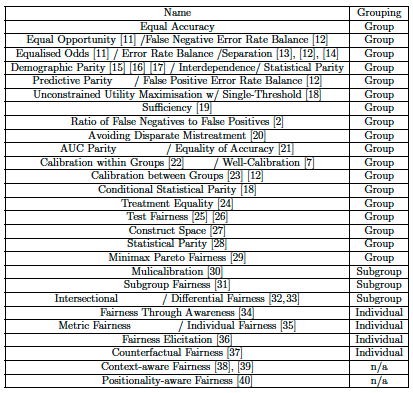 Name Grouping
Equal Accuracy Group
Equal Opportunity [11] /False Negative Error Rate Balance [12] Group
Equalised Odds [11] / Error Rate Balance /Separation [13], [12], [14] Group
Demographic Parity [15] [16] [17] / Interdependence/ Statistical Parity Group
Predictive Parity / False Positive Error Rate Balance [12] Group
Unconstrained Utility Maximisation w/ Single-Threshold [18] Group
Sufficiency [19] Group
Ratio of False Negatives to False Positives [2] Group
Avoiding Disparate Mistreatment [20] Group
AUC Parity / Equality of Accuracy [21] Group
Calibration within Groups [22] / Well-Calibration [7] Group
Calibration between Groups [23] [12] Group
Conditional Statistical Parity [18] Group
Treatment Equality [24] Group
Test Fairness [25] [26] Group
Construct Space [27] Group
Statistical Parity [28] Group
Minimax Pareto Fairness [29] Group
Mulicalibration [30] Subgroup
Subgroup Fairness [31] Subgroup
Intersectional / Differential Fairness [32,33] Subgroup
Fairness Through Awareness [34] Individual
Metric Fairness / Individual Fairness [35] Individual
Fairness Elicitation [36] Individual
Counterfactual Fairness [37] Individual
Context-aware Fairness [38], [39] n/a
Positionality-aware Fairness [40] n/a